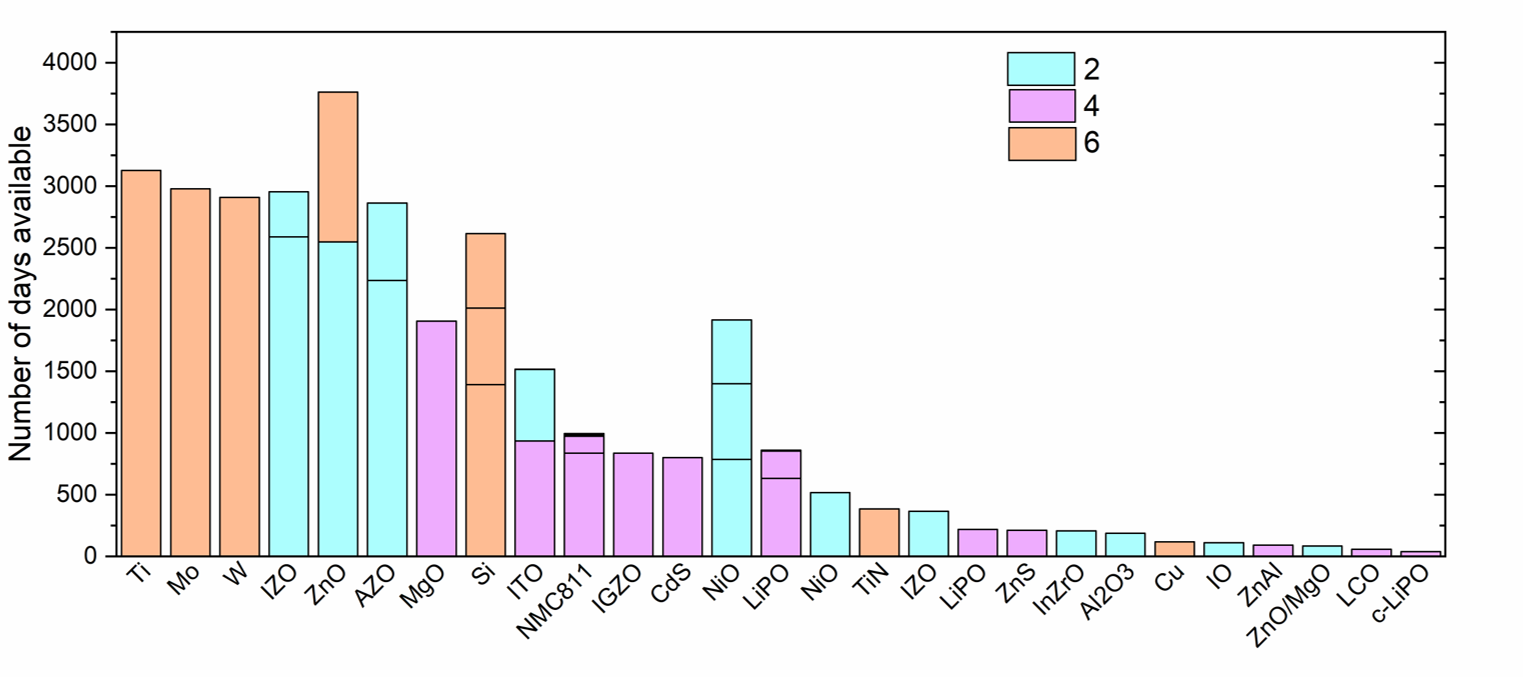 Number of days available
4000
3500
3000
2500
2000
1500
1000
500
0
2
4
6
Ti
Mo
W
IZO
ZnO
AZO
MgO
Si
ITO
NMC811
IGZO
CdS
NiO
LiPO
NiO
TiN
IZO
LiPO
ZnS
InZrO
Al2O3
Cu
IO
ZnAl
ZnO/MgO
LCO
c-LiPO